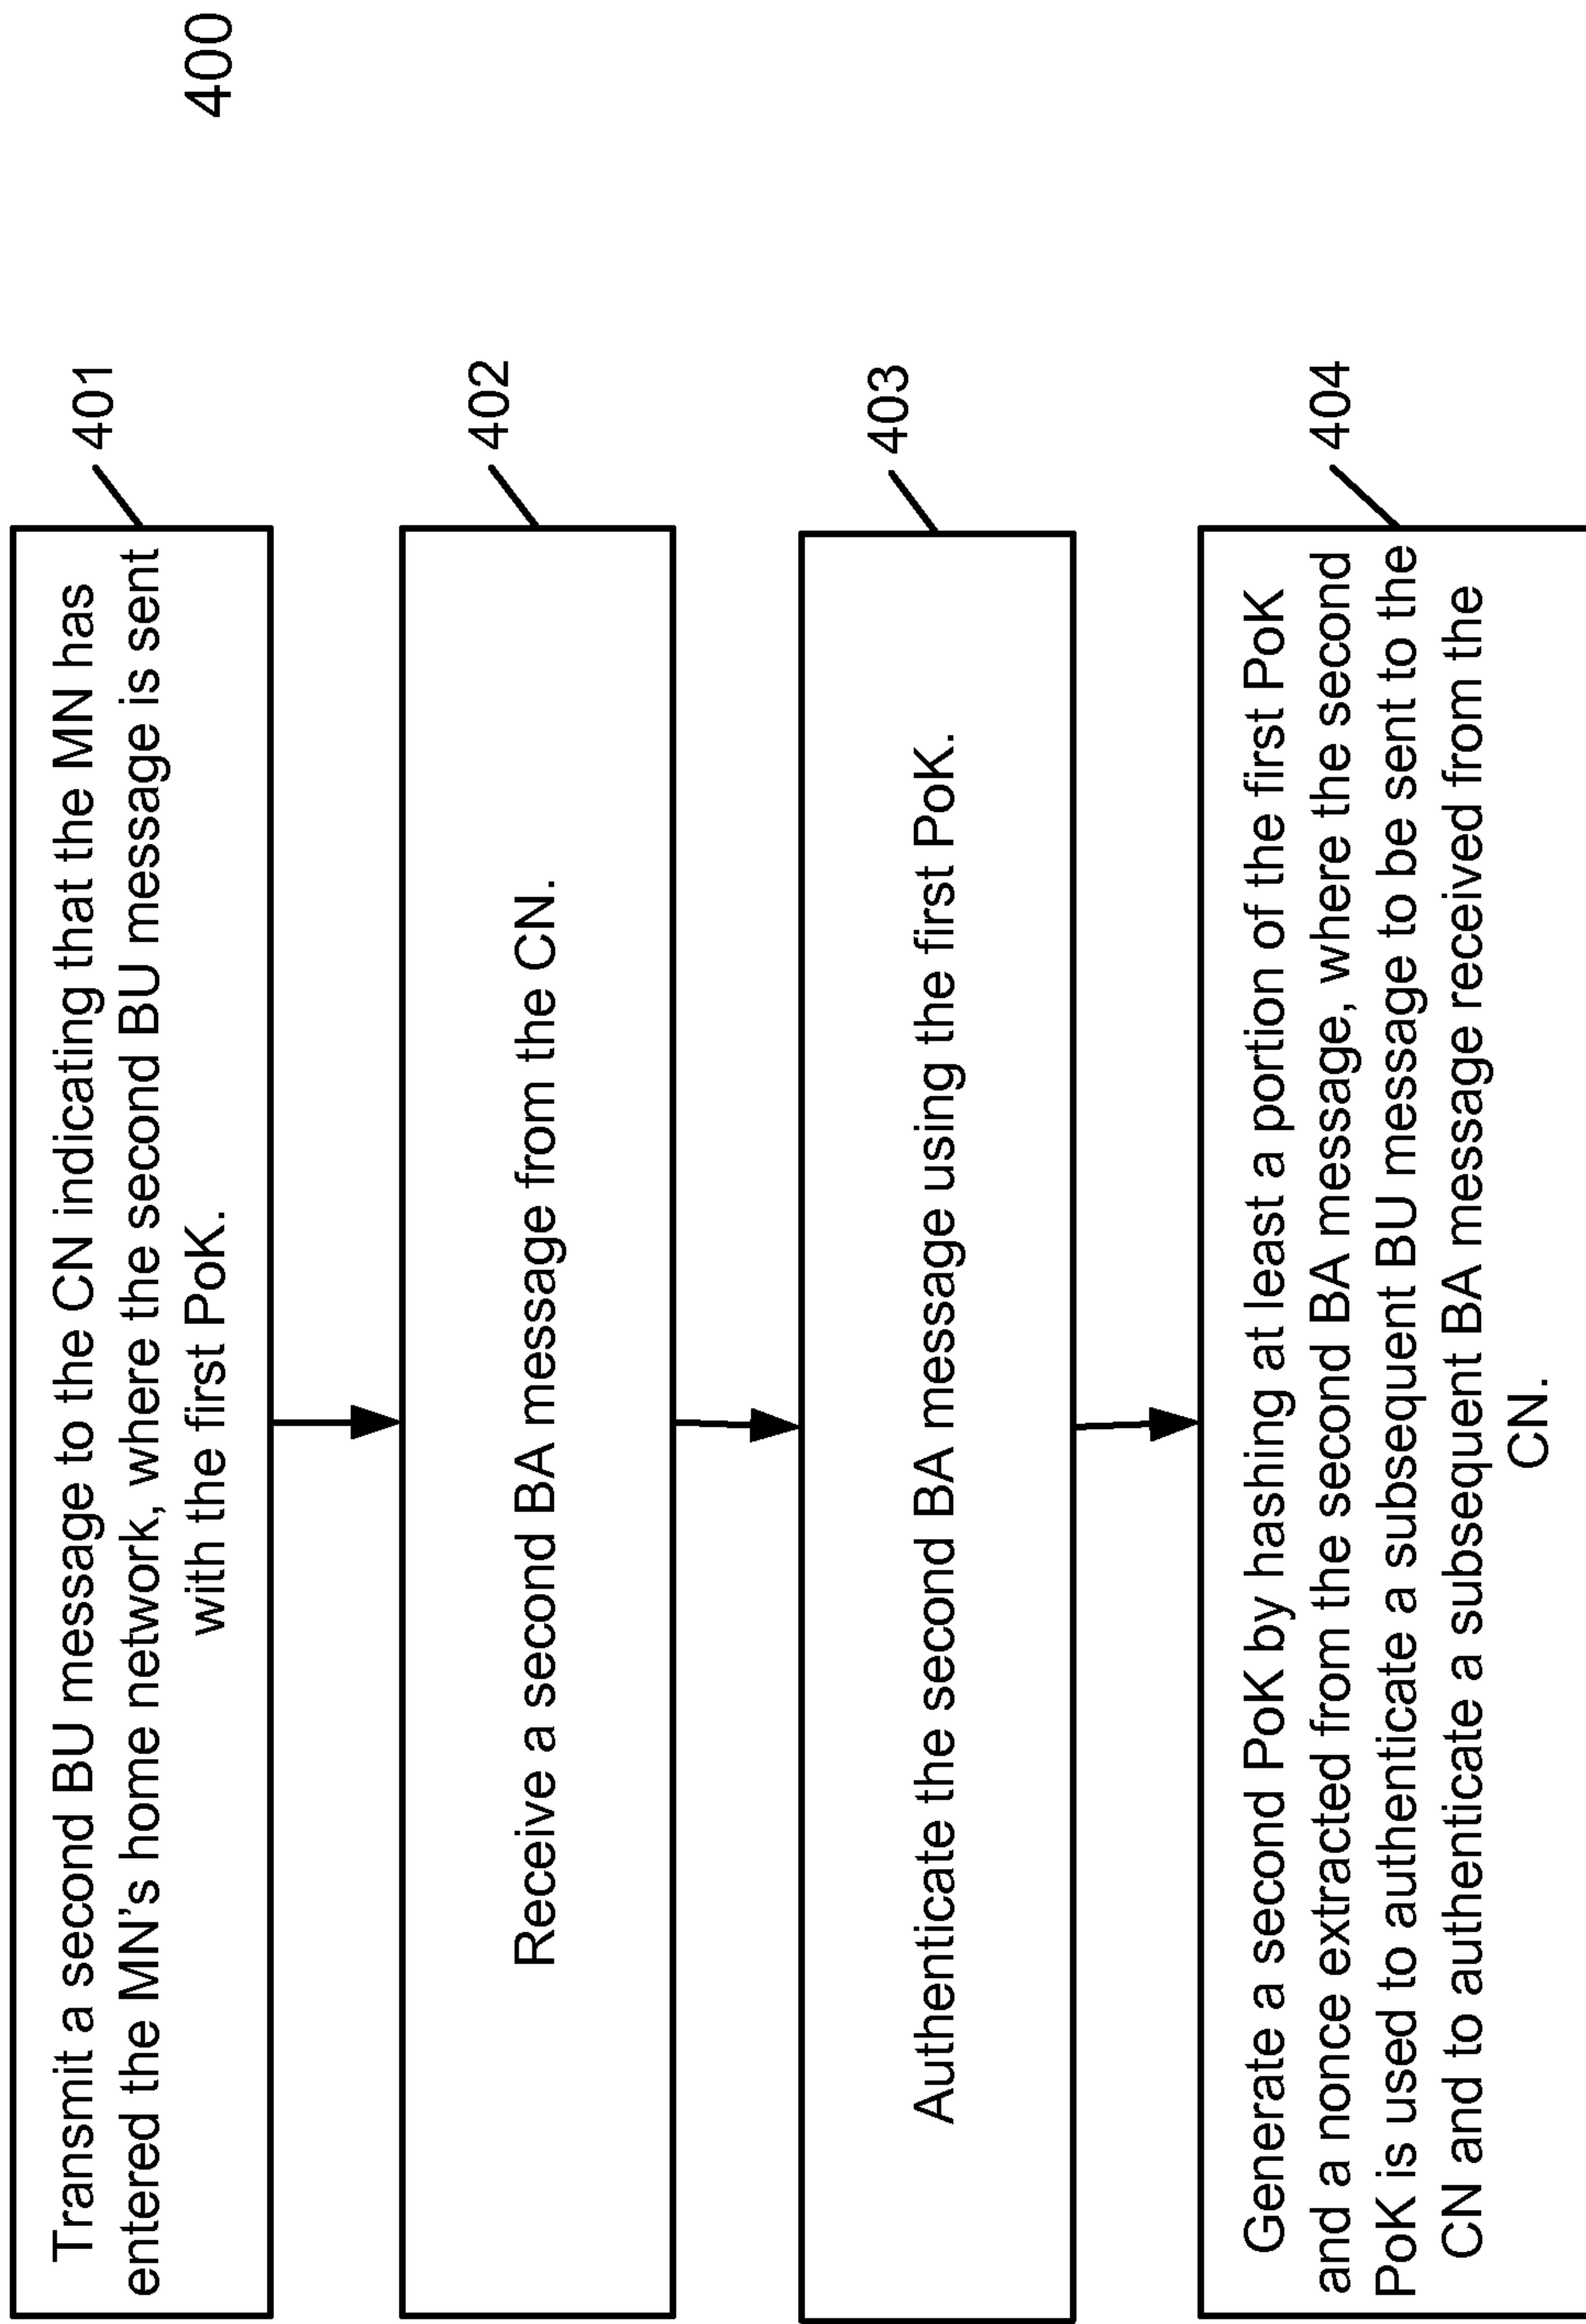 400
401
Transmit a second BU message to the CN indicating that the MN has
entered the MN's home network, where the second BU message is sent
with the first PoK.
402
Receive a second BA message from the CN.
403
Authenticate the second BA message using the first PoK.
404
Generate a second PoK by hashing at least a portion of the first PoK
and a nonce extracted from the second BA message, where the second
PoK is used to authenticate a subsequent BU message to be sent to the
CN and to authenticate a subsequent BA message received from the
CN.